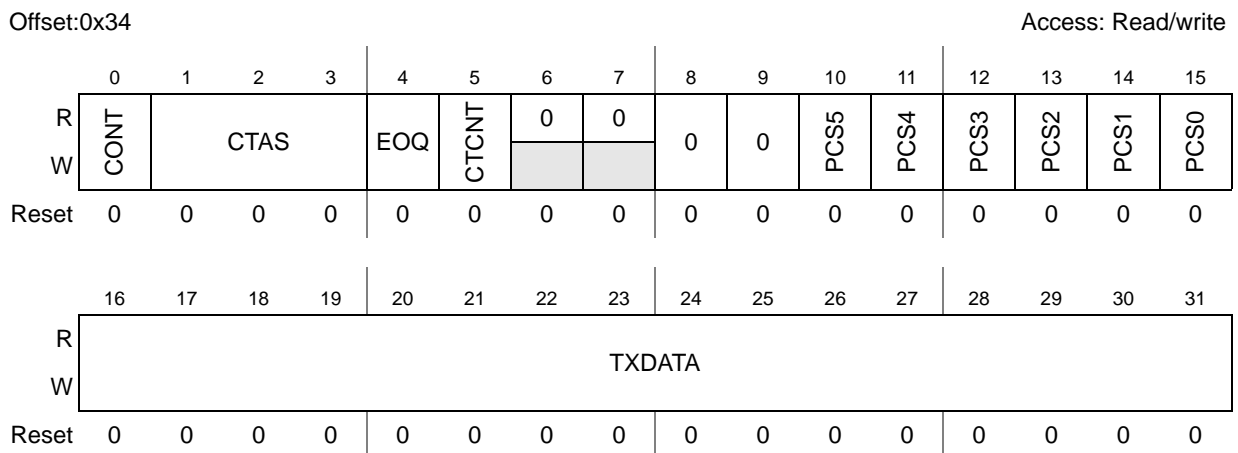 Offset:0x34 Access: Read/write
0 1 2 3 4 5 6 7 8 9 10 11 12 13 14 15
R CONT CTAS EOQ CTCNT 0 0 0 0 PCS5 PCS4 PCS3 PCS2 PCS1 PCS0
W
Reset 0 0 0 0 0 0 0 0 0 0 0 0 0 0 0 0
16 17 18 19 20 21 22 23 24 25 26 27 28 29 30 31
R
TXDATA
W
Reset 0 0 0 0 0 0 0 0 0 0 0 0 0 0 0 0